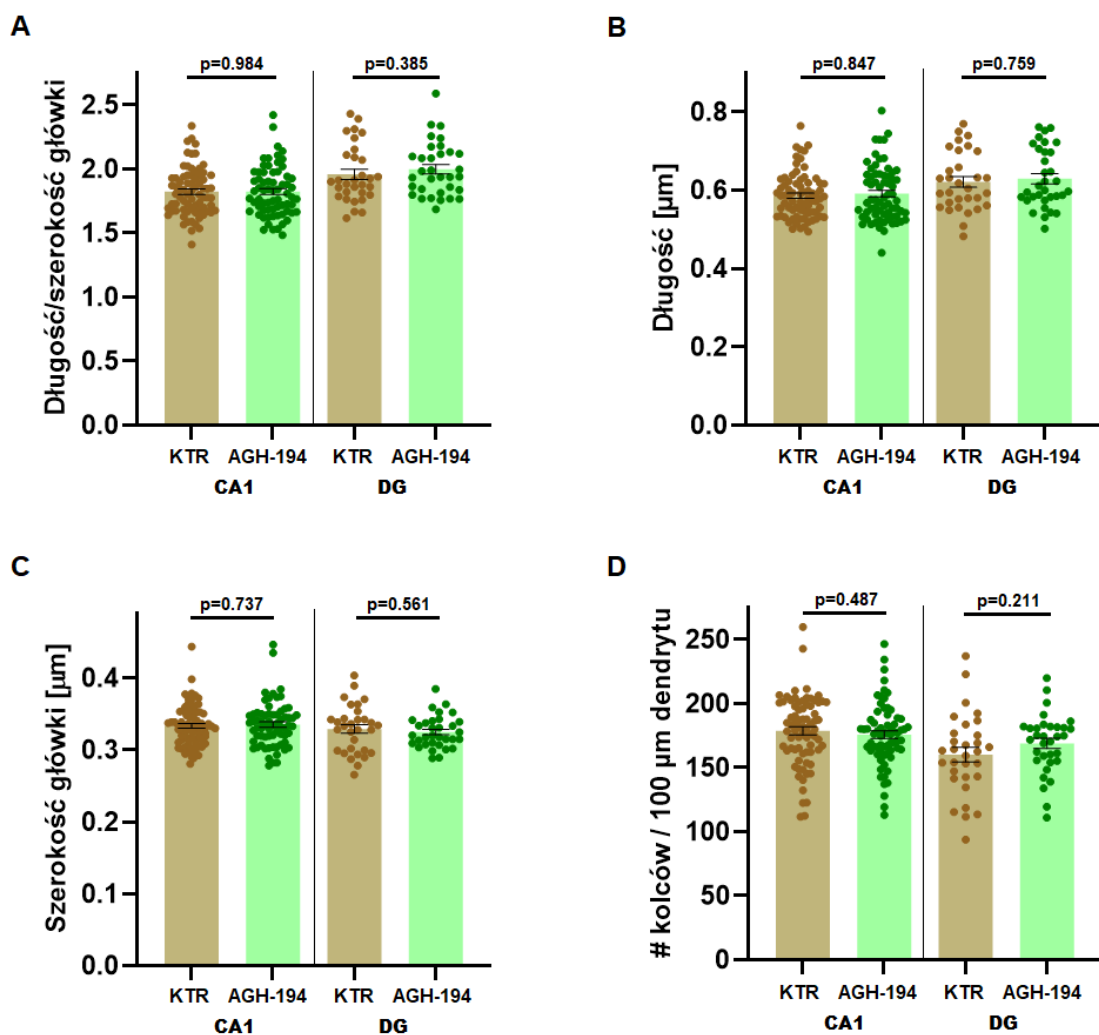 A
Długość/szerokość główki
p=0.984
p=0.385
2.5
2.0
1.5
1.0
0.5
0.0
KTR AGH-194 KTR AGH-194
CA1 DG
B
Długość [µm]
p=0.847
p=0.759
0.8
0.6
0.4
0.2
0.0
KTR AGH-194 KTR AGH-194
CA1 DG
C
Szerokość główki [µm]
p=0.737
p=0.561
0.4
0.3
0.2
0.1
0.0
KTR AGH-194 KTR AGH-194
CA1 DG
D
# kolców / 100 µm dendrytu
p=0.487
p=0.211
250
200
150
100
50
0
KTR AGH-194 KTR AGH-194
CA1 DG